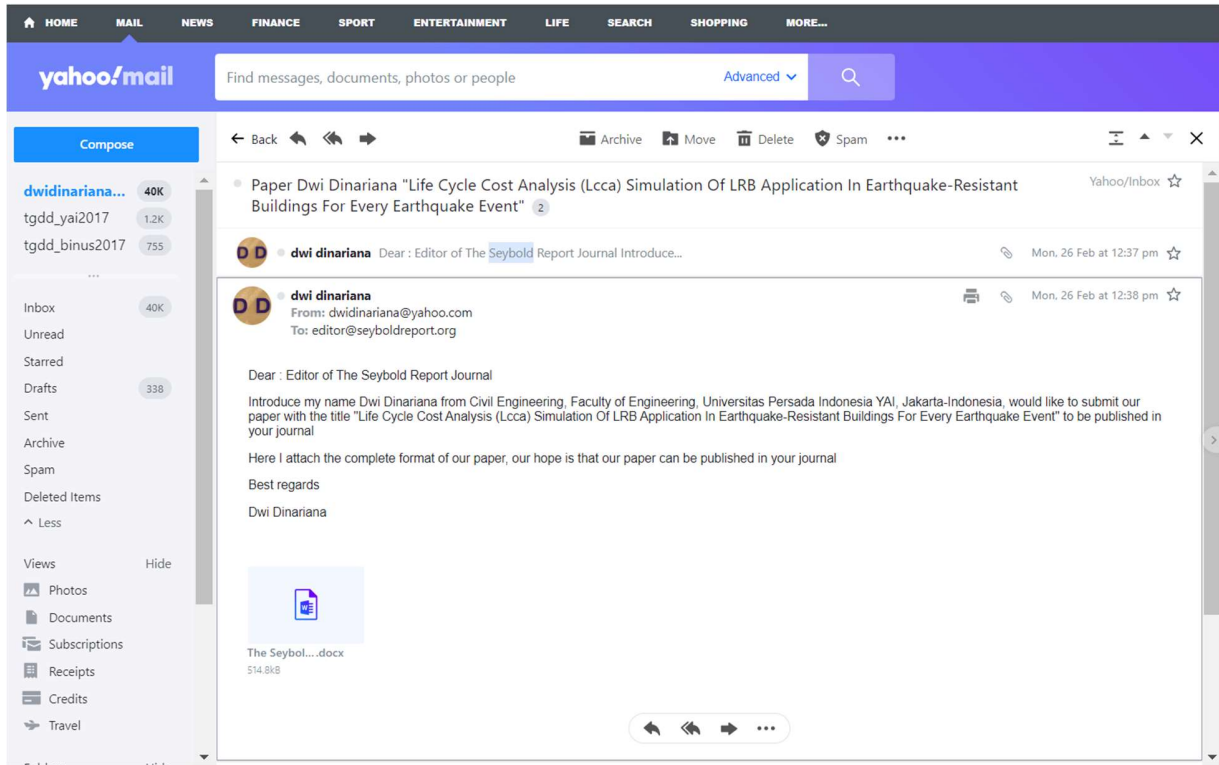 HOME MAIL NEWS FINANCE SPORT ENTERTAINMENT LIFE SEARCH SHOPPING MORE...
yahoo!mail
Find messages, documents, photos or people Advanced
Compose
Back Archive Move Delete Spam
dwidinariana... 40K
tgdd_yai2017 1.2K
tgdd_binus2017 755
Inbox 40K
Unread
Starred
Drafts 338
Sent
Archive
Spam
Deleted Items
Less
Views Hide
Photos
Documents
Subscriptions
Receipts
Credits
Travel
Paper Dwi Dinariana "Life Cycle Cost Analysis (Lcca) Simulation Of LRB Application In Earthquake-Resistant
Buildings For Every Earthquake Event" 2
Yahoo/Inbox
D D dwi dinariana Dear : Editor of The Seybold Report Journal Introduce... Mon, 26 Feb at 12:37 pm
D D dwi dinariana Mon, 26 Feb at 12:38 pm
From: dwidinariana@yahoo.com
To: editor@seyboldreport.org
Dear : Editor of The Seybold Report Journal
Introduce my name Dwi Dinariana from Civil Engineering, Faculty of Engineering, Universitas Persada Indonesia YAI, Jakarta-Indonesia, would like to submit our
paper with the title "Life Cycle Cost Analysis (Lcca) Simulation Of LRB Application In Earthquake-Resistant Buildings For Every Earthquake Event" to be published in
your journal
Here I attach the complete format of our paper, our hope is that our paper can be published in your journal
Best regards
Dwi Dinariana
W
The Seybol....docx
514.8kB